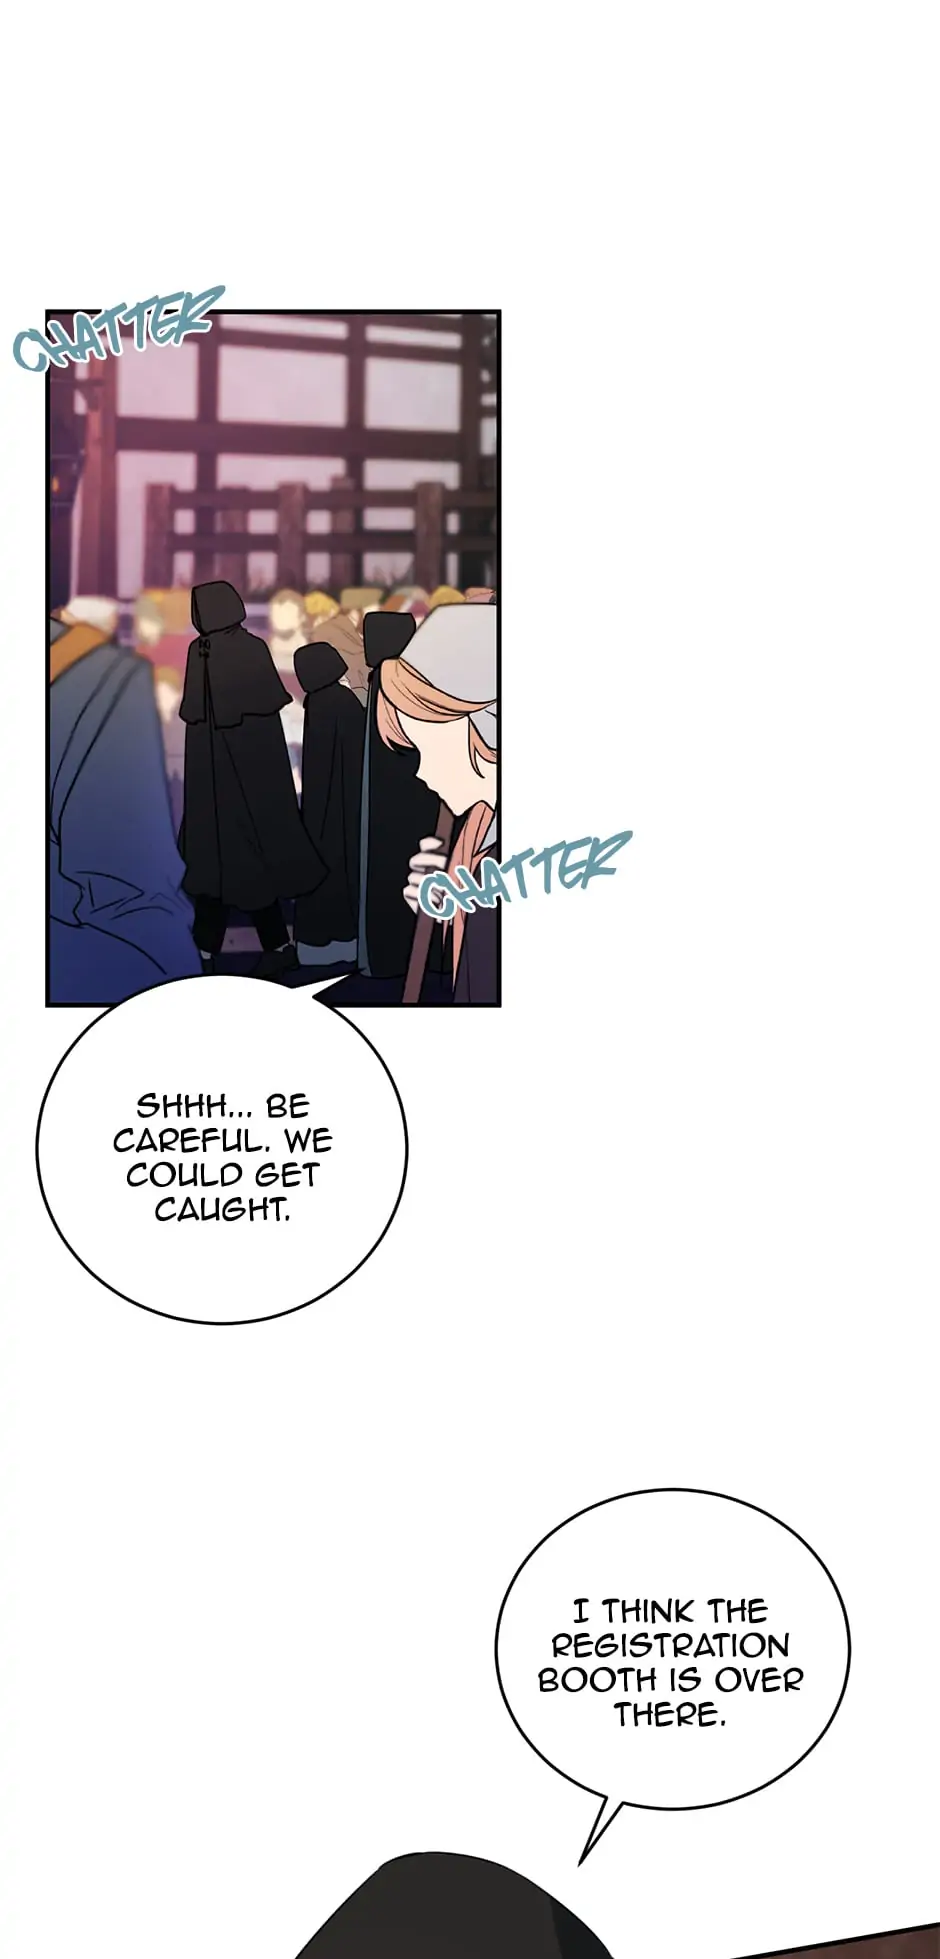 CHATTER
CHATTER
SHHH... BE
CAREFUL. WE
COULD GET
CAUGHT.
I THINK THE
REGISTRATION
BOOTH IS OVER
THERE.